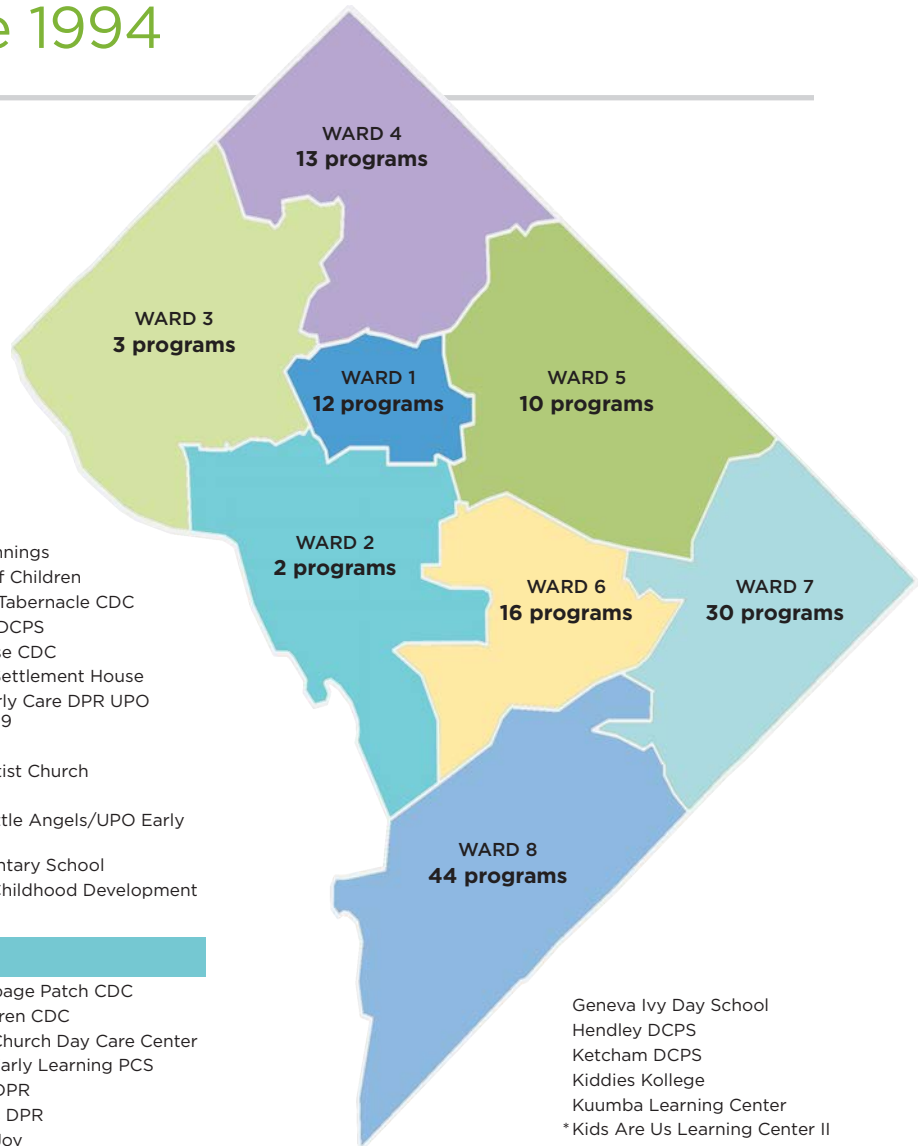 e 1994
WARD 4
13 programs
WARD 3
3 programs
WARD 1
12 programs
WARD 5
10 programs
WARD 2
2 programs
WARD 6
16 programs
WARD 7
30 programs
WARD 8
44 programs
nnings
f Children
Tabernacle CDC
DCPS
se CDC
Settlement House
rly Care DPR UPO
9
tist Church
ttle Angels/UPO Early
ntary School
Childhood Development
bage Patch CDC
ren CDC
Church Day Care Center
Early Learning PCS
DPR
DPR
Joy
Geneva Ivy Day School
Hendley DCPS
Ketcham DCPS
Kiddies Kollege
Kuumba Learning Center
*Kids Are Us Learning Center II